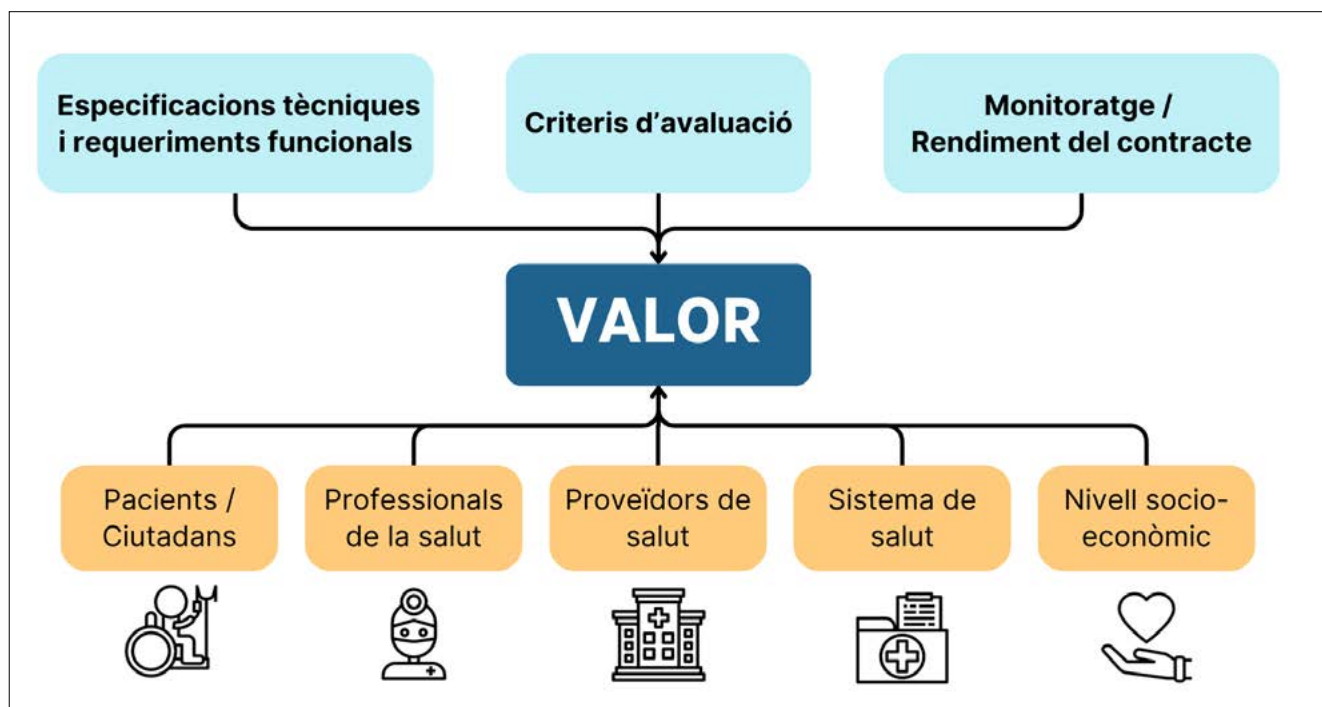 Especificacions tècniques
i requeriments funcionals
Criteris d’avaluació
Monitoratge /
Rendiment del contracte
VALOR
Pacients /
Ciutadans
Professionals
de la salut
Proveïdors de
salut
Sistema de
salut
Nivell socio-
econòmic